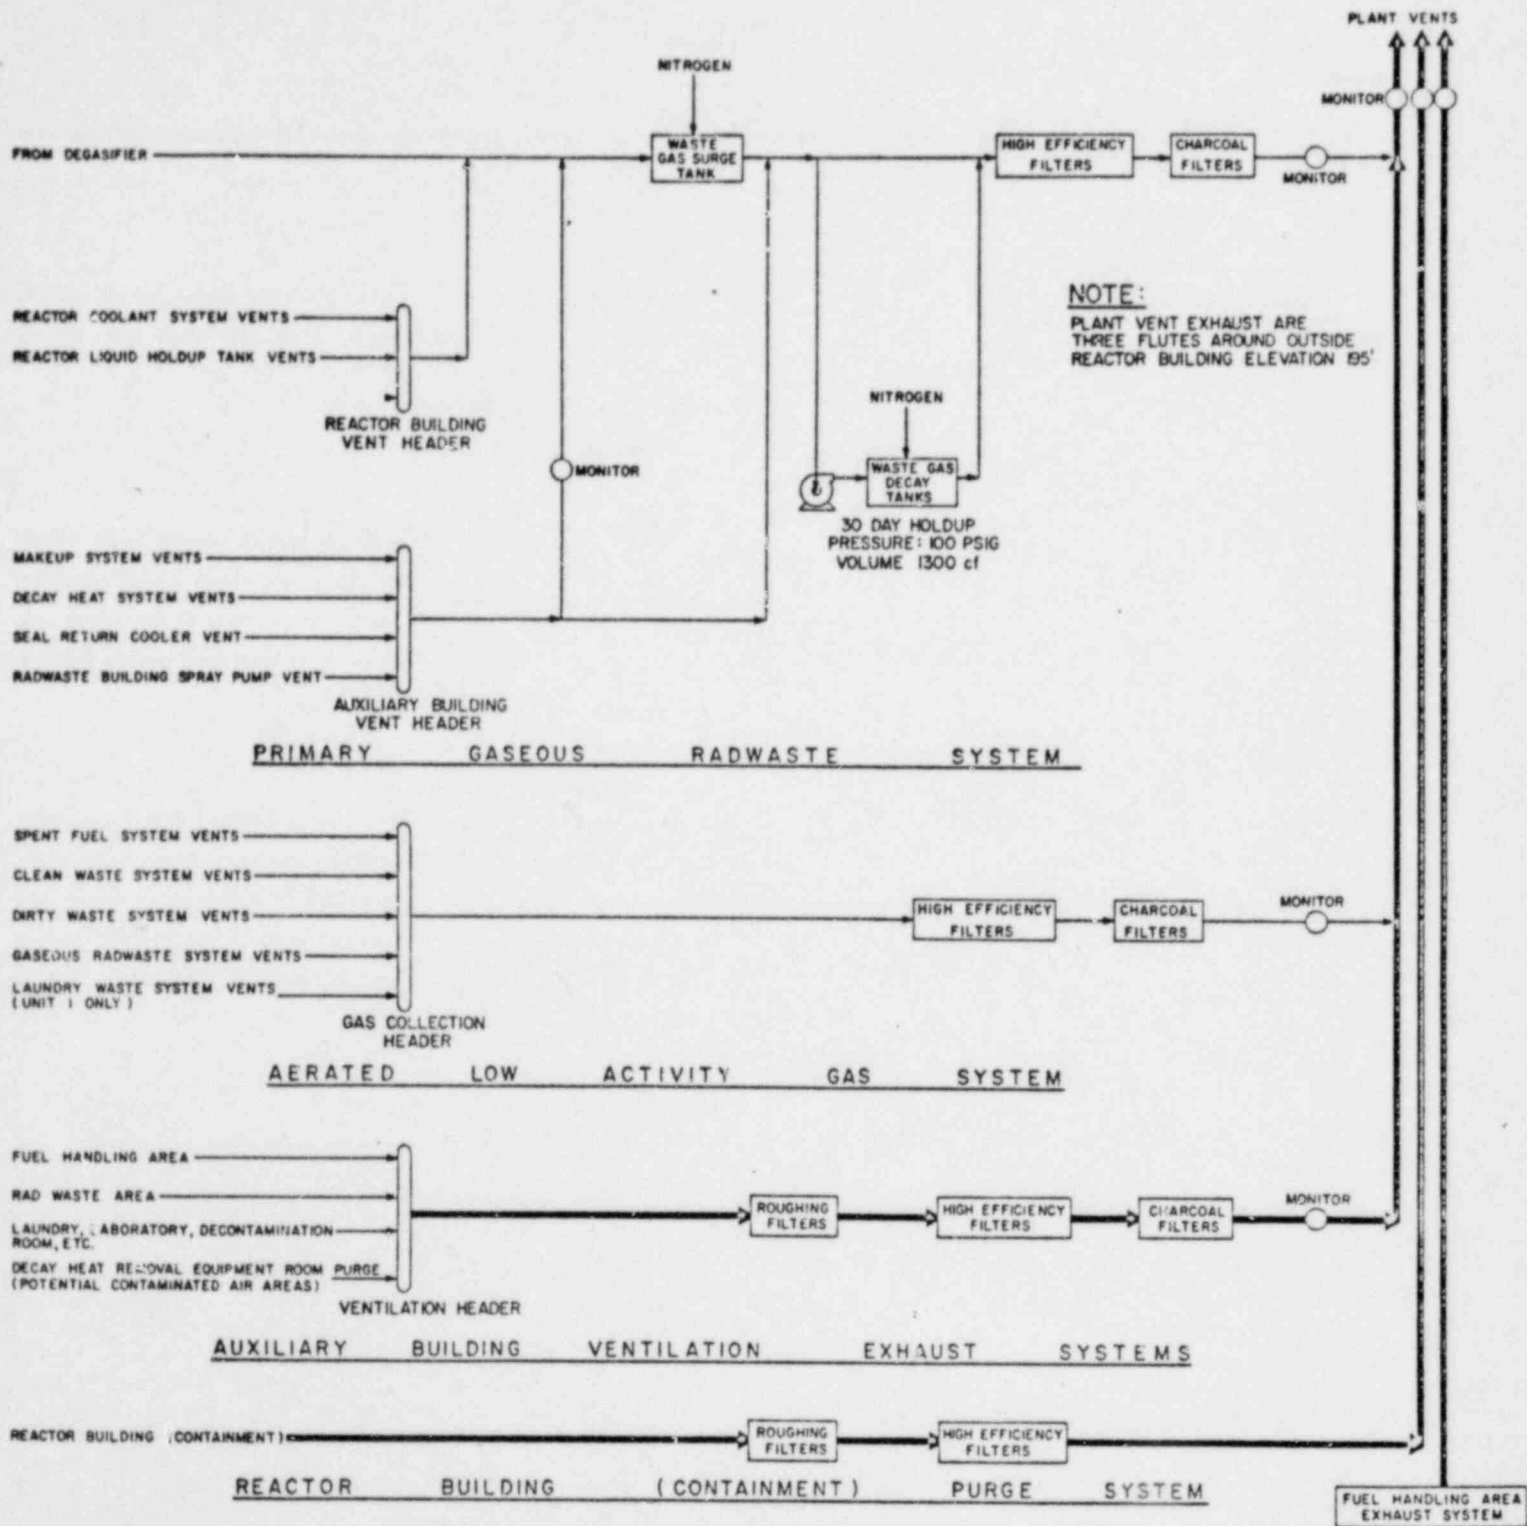 PLANT VENTS
NITROGEN
MONITOR
FROM DEGASIFIER
WASTE
GAS SURGE
TANK
HIGH EFFICIENCY
FILTERS
CHARCOAL
FILTERS
MONITOR
NOTE:
PLANT VENT EXHAUST ARE
THREE FLUTES AROUND OUTSIDE
REACTOR BUILDING ELEVATION 195'
REACTOR COOLANT SYSTEM VENTS
REACTOR LIQUID HOLDUP TANK VENTS
REACTOR BUILDING
VENT HEADER
MONITOR
NITROGEN
WASTE GAS
DECAY
TANKS
30 DAY HOLDUP
PRESSURE: 100 PSIG
VOLUME 1300 cf
MAKEUP SYSTEM VENTS
DECAY HEAT SYSTEM VENTS
SEAL RETURN COOLER VENT
RADWASTE BUILDING SPRAY PUMP VENT
AUXILIARY BUILDING
VENT HEADER
PRIMARY GASEOUS RADWASTE SYSTEM
SPENT FUEL SYSTEM VENTS
CLEAN WASTE SYSTEM VENTS
DIRTY WASTE SYSTEM VENTS
GASEOUS RADWASTE SYSTEM VENTS
LAUNDRY WASTE SYSTEM VENTS
(UNIT 1 ONLY)
GAS COLLECTION
HEADER
HIGH EFFICIENCY
FILTERS
CHARCOAL
FILTERS
MONITOR
AERATED LOW ACTIVITY GAS SYSTEM
FUEL HANDLING AREA
RAD WASTE AREA
LAUNDRY, LABORATORY, DECONTAMINATION
ROOM, ETC.
DECAY HEAT REMOVAL EQUIPMENT ROOM PURGE
(POTENTIAL CONTAMINATED AIR AREAS)
VENTILATION HEADER
ROUGHING
FILTERS
HIGH EFFICIENCY
FILTERS
CHARCOAL
FILTERS
MONITOR
AUXILIARY BUILDING VENTILATION EXHAUST SYSTEMS
REACTOR BUILDING (CONTAINMENT)
ROUGHING
FILTERS
HIGH EFFICIENCY
FILTERS
REACTOR BUILDING (CONTAINMENT) PURGE SYSTEM
FUEL HANDLING AREA
EXHAUST SYSTEM